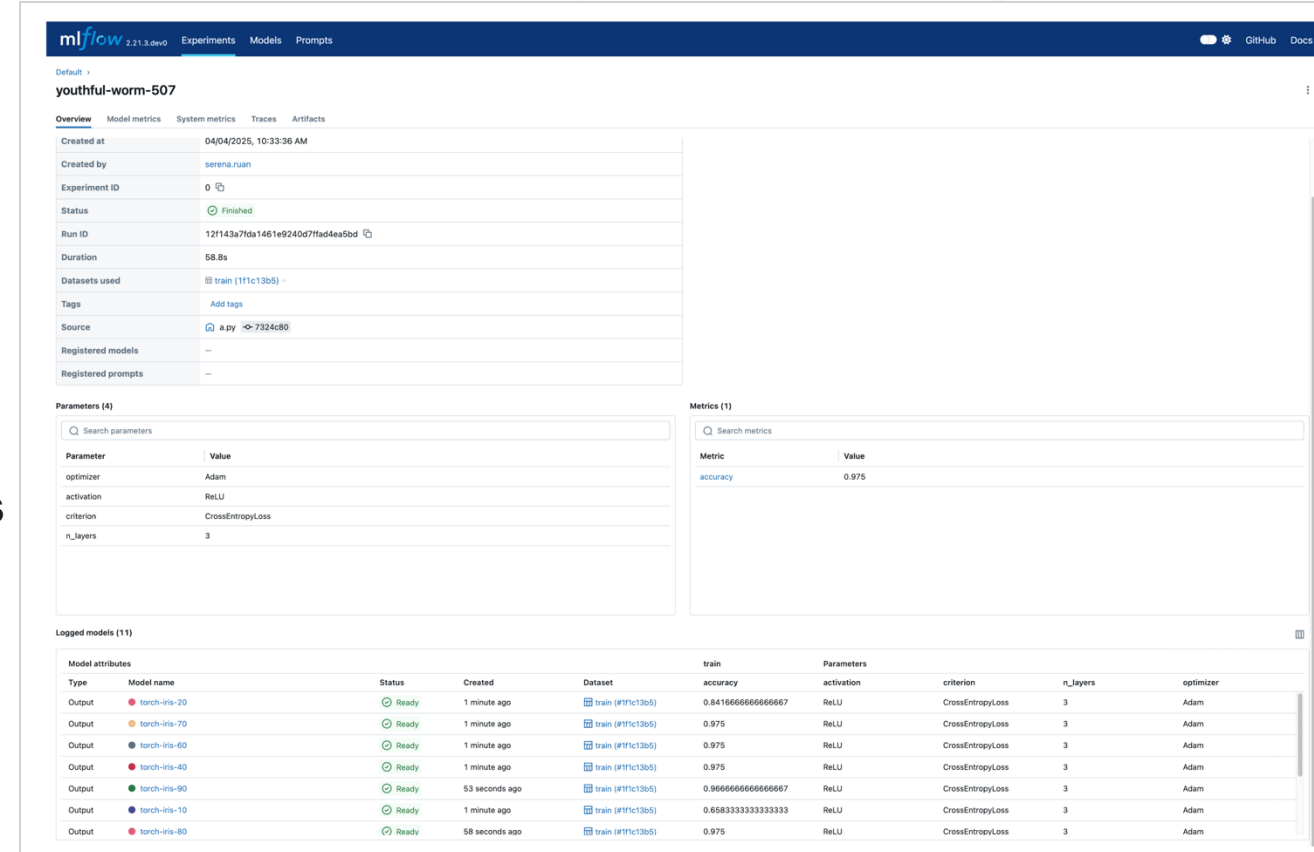 mlflow 2.21.3.dev0 Experiments Models Prompts GitHub Docs
Default ›
youthful-worm-507
Overview Model metrics System metrics Traces Artifacts
Created at 04/04/2025, 10:33:36 AM
Created by serena.ruan
Experiment ID 0
Status Finished
Run ID 12f143a7fda1461e9240d7ffad4ea5bd
Duration 58.8s
Datasets used train (1f1c13b5) –
Tags Add tags
Source a.py 7324c80
Registered models —
Registered prompts —
Parameters (4) Metrics (1)
Search parameters Search metrics
Parameter Value Metric Value
optimizer Adam accuracy 0.975
activation ReLU
criterion CrossEntropyLoss
n_layers 3
Logged models (11)
Model attributes train Parameters
Type Model name Status Created Dataset accuracy activation criterion n_layers optimizer
Output torch-iris-20 Ready 1 minute ago train (#1f1c13b5) 0.8416666666666667 ReLU CrossEntropyLoss 3 Adam
Output torch-iris-70 Ready 1 minute ago train (#1f1c13b5) 0.975 ReLU CrossEntropyLoss 3 Adam
Output torch-iris-60 Ready 1 minute ago train (#1f1c13b5) 0.975 ReLU CrossEntropyLoss 3 Adam
Output torch-iris-40 Ready 1 minute ago train (#1f1c13b5) 0.975 ReLU CrossEntropyLoss 3 Adam
Output torch-iris-90 Ready 53 seconds ago train (#1f1c13b5) 0.9666666666666667 ReLU CrossEntropyLoss 3 Adam
Output torch-iris-10 Ready 1 minute ago train (#1f1c13b5) 0.6583333333333333 ReLU CrossEntropyLoss 3 Adam
Output torch-iris-80 Ready 58 seconds ago train (#1f1c13b5) 0.975 ReLU CrossEntropyLoss 3 Adam